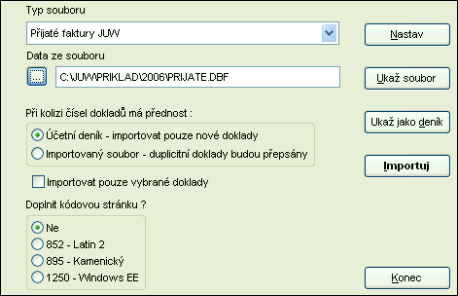 Typ souboru
Přijaté faktury JUW
Nastav
Data ze souboru
...
C:\JUW\PRIKLAD\2006\PRIJATE.DBF
Ukaž soubor
Při kolizi čísel dokladů má přednost :
Účetní deník - importovat pouze nové doklady
Ukaž jako deník
Importovaný soubor - duplicitní doklady budou přepsány
Importuj
Importovat pouze vybrané doklady
Doplnit kódovou stránku ?
Ne
852 - Latin 2
895 - Kamenický
1250 - Windows EE
Konec